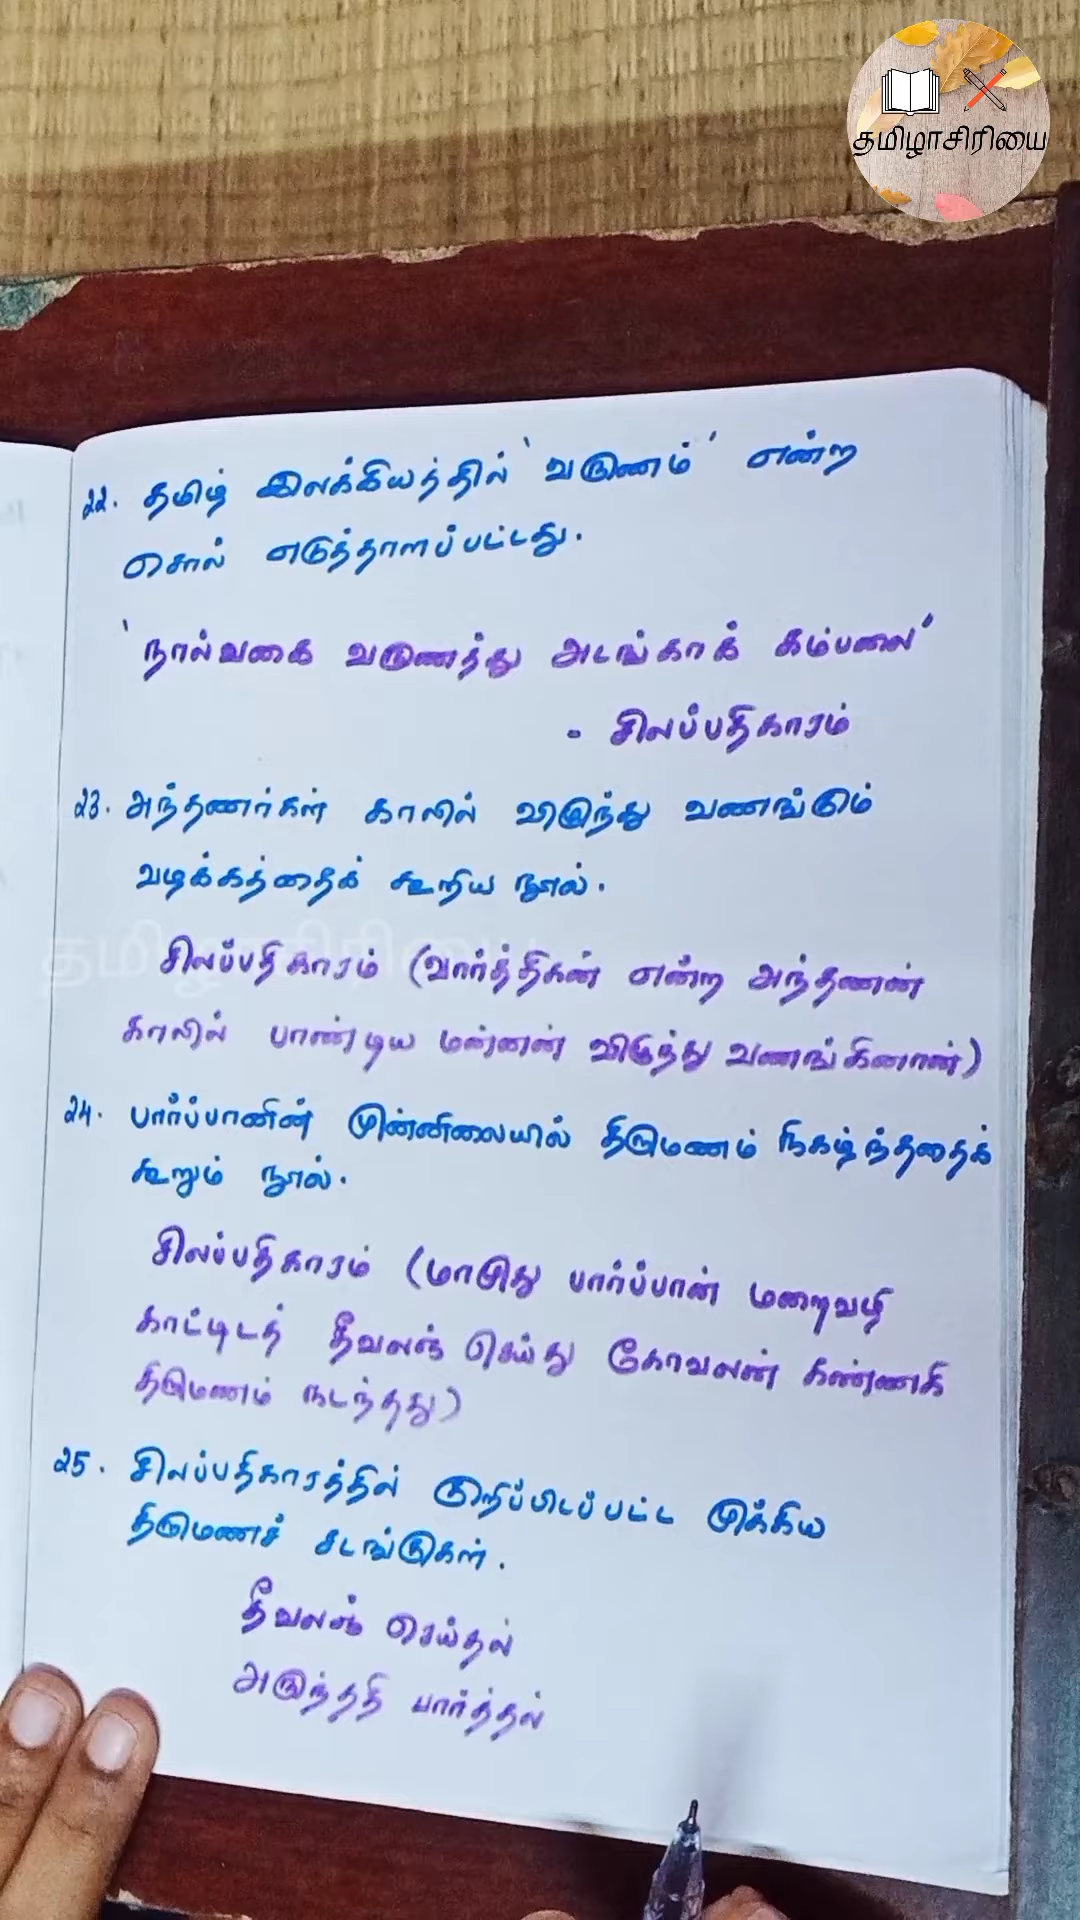 தமிழாசிரியை
22. தமிழ் இலக்கியத்தில் 'வருணம்' என்ற
சொல் எடுத்தாளப்பட்டது.
'நால்வகை வருணத்து அடங்காக் கம்பலை'
- சிலப்பதிகாரம்
23. அந்தணர்கள் காலில் விழுந்து வணங்கும்
வழக்கத்தைக் கூறிய நூல்.
தமிழாசிரியை
சிலப்பதிகாரம் (வார்த்திகன் என்ற அந்தணன்
காலில் பாண்டிய மன்னன் விழுந்து வணங்கினான்)
24. பார்ப்பானின் முன்னிலையில் திருமணம் நிகழ்ந்ததைக்
கூறும் நூல்.
சிலப்பதிகாரம் (மாமுது பார்ப்பான் மறைவழி
காட்டிடத் தீவலஞ் செய்து கோவலன் கண்ணகி
திருமணம் நடந்தது)
25. சிலப்பதிகாரத்தில் குறிப்பிடப்பட்ட முக்கிய
திருமணச் சடங்குகள்.
தீவலஞ் செய்தல்
அருந்ததி பார்த்தல்